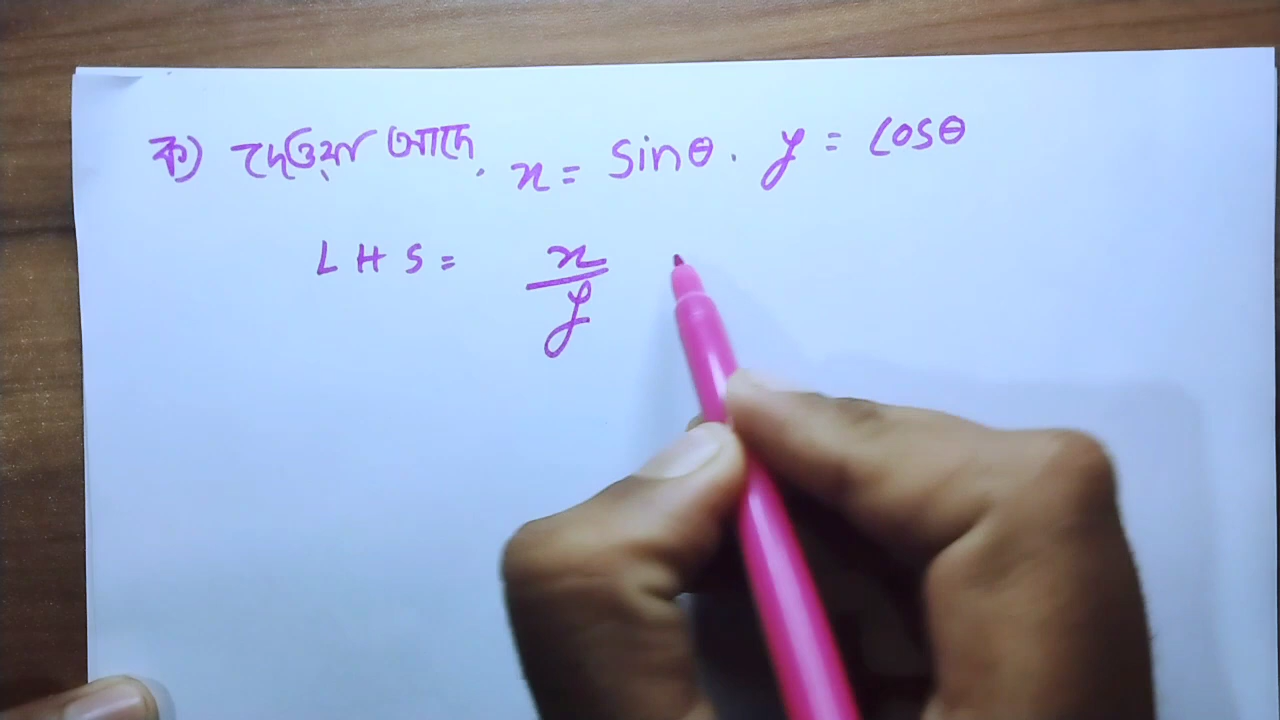 ক) দেওয়া আছে, x = sinθ. y = cosθ
LHS = x/y